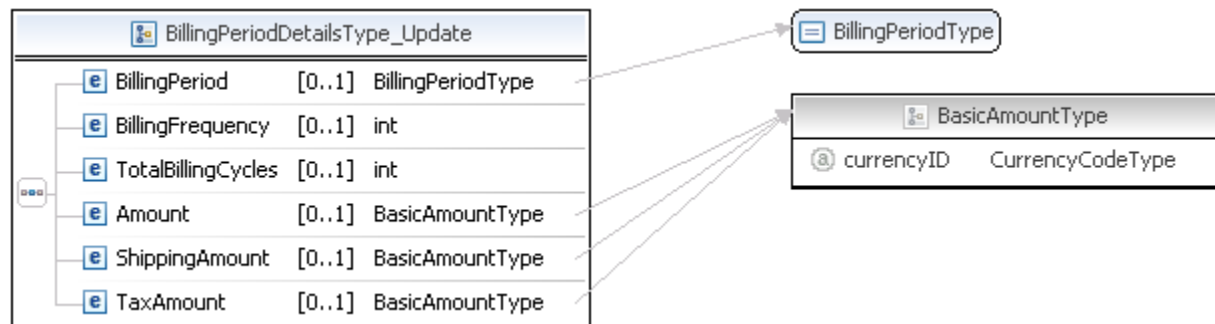 BillingPeriodDetailsType_Update
e BillingPeriod [0..1] BillingPeriodType
e BillingFrequency [0..1] int
e TotalBillingCycles [0..1] int
e Amount [0..1] BasicAmountType
e ShippingAmount [0..1] BasicAmountType
e TaxAmount [0..1] BasicAmountType
BillingPeriodType
BasicAmountType
a currencyID CurrencyCodeType